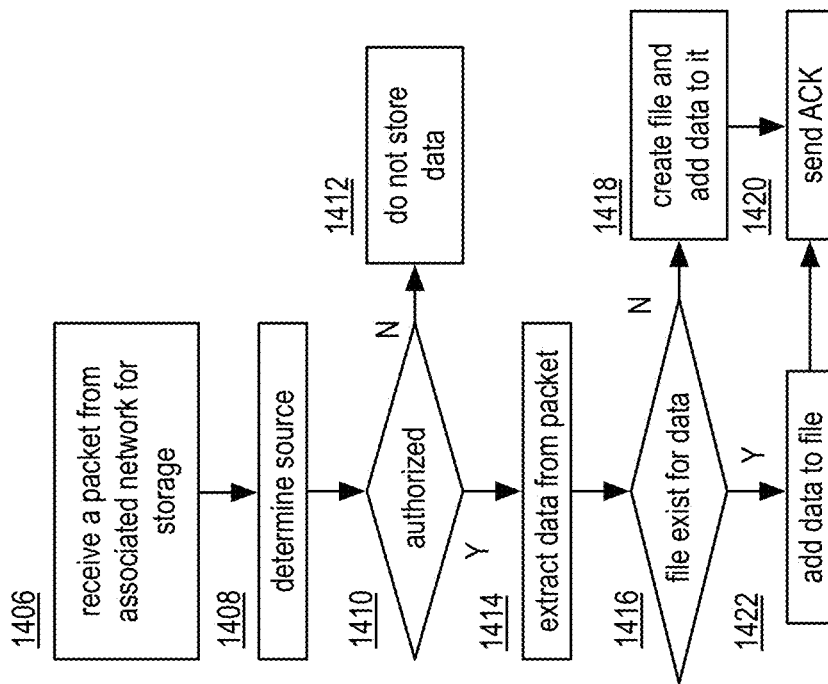 1406
receive a packet from
associated network for
storage
1408
determine source
1410
authorized
N
1412
do not store
data
Y
1414
extract data from packet
1416
file exist for data
N
1418
create file and
add data to it
Y
1422
add data to file
1420
send ACK